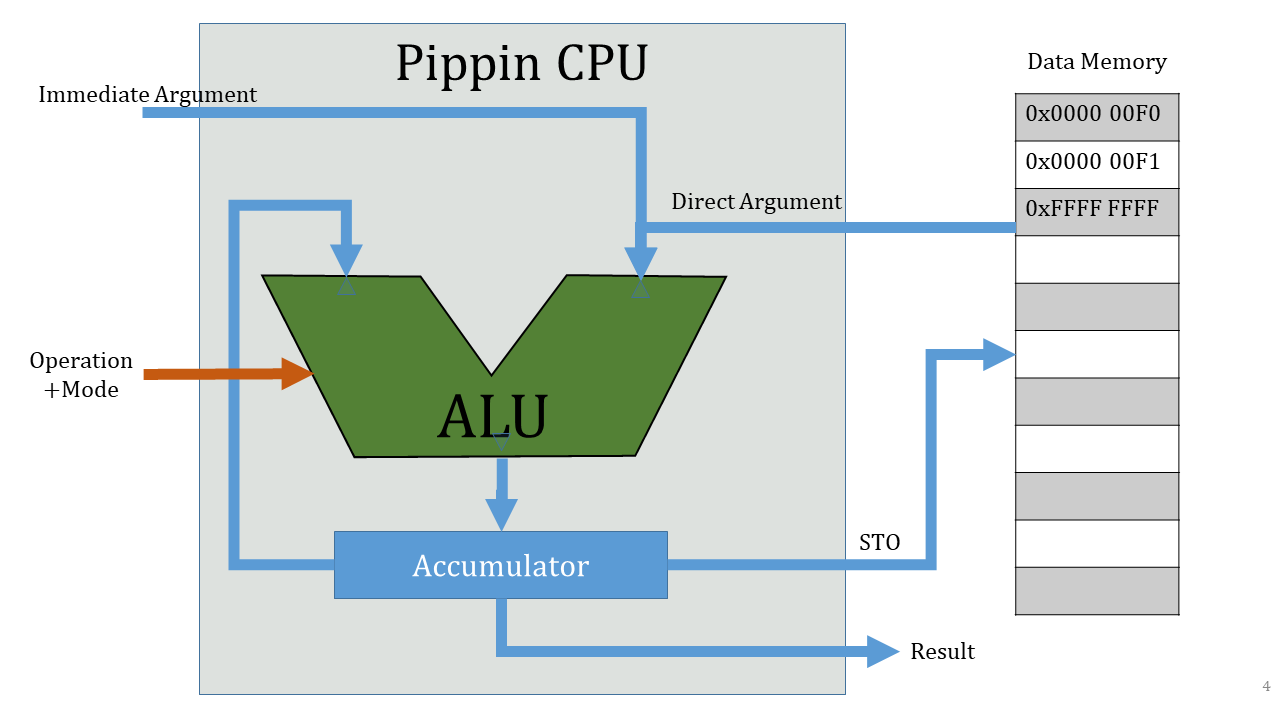 Pippin CPU
Data Memory
Immediate Argument
0x0000 00F0
0x0000 00F1
Direct Argument
0xFFFF FFFF
Operation
+Mode
ALU
STO
Accumulator
Result
4